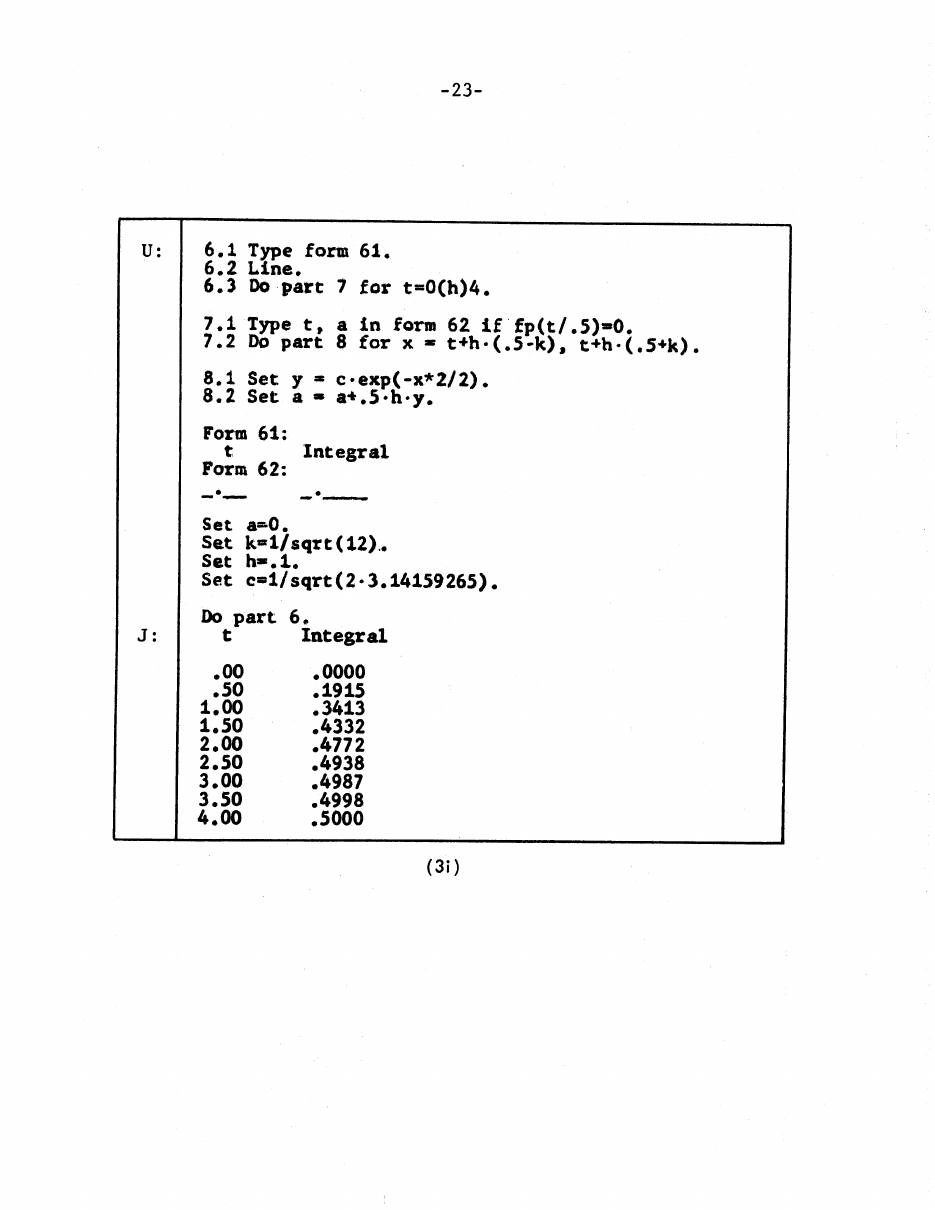 -23-
U: 6.1 Type form 61.
6.2 Line.
6.3 Do part 7 for t=0(h)4.
7.1 Type t, a in form 62 if fp(t/.5)=0.
7.2 Do part 8 for x = t+h·(.5-k), t+h·(.5+k).
8.1 Set y = c·exp(-x*2/2).
8.2 Set a = a+.5·h·y.
Form 61:
t Integral
Form 62:
_.__ _.____
Set a=0.
Set k=1/sqrt(12).
Set h=.1.
Set c=1/sqrt(2·3.14159265).
Do part 6.
J: t Integral
.00 .0000
.50 .1915
1.00 .3413
1.50 .4332
2.00 .4772
2.50 .4938
3.00 .4987
3.50 .4998
4.00 .5000
(3i)